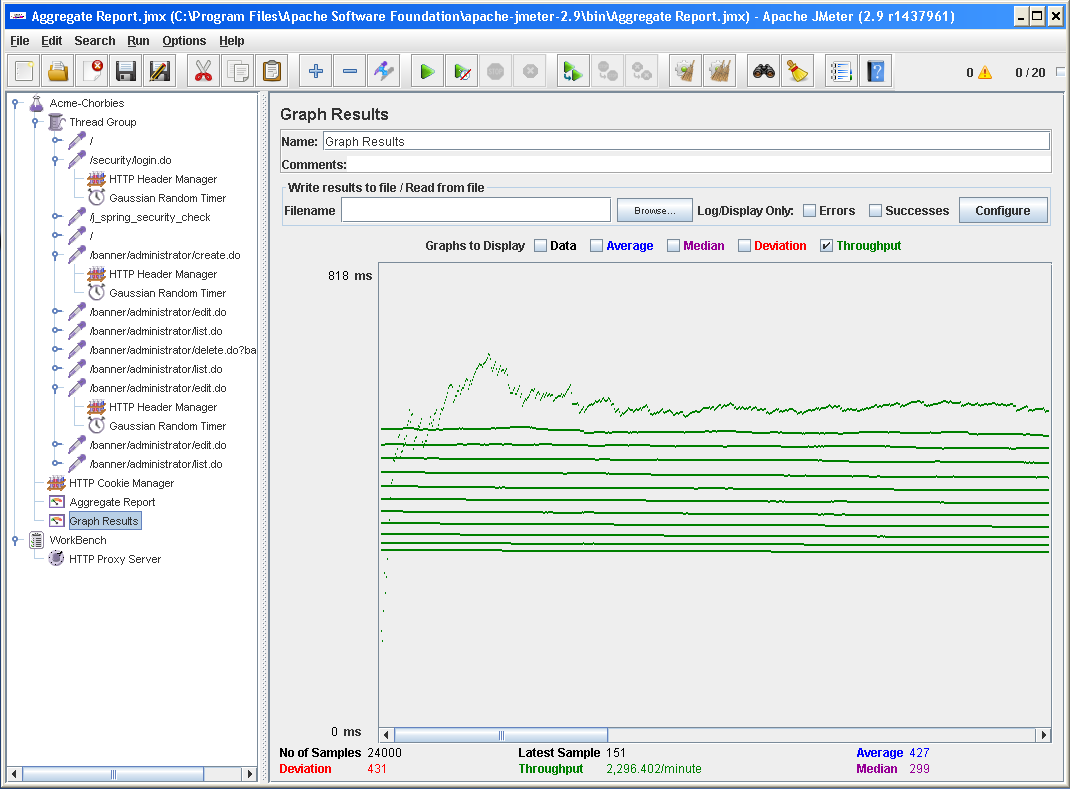 Aggregate Report.jmx (C:\Program Files\Apache Software Foundation\apache-jmeter-2.9\bin\Aggregate Report.jmx) - Apache JMeter (2.9 r1437961)
File Edit Search Run Options Help
0 0 / 20
Acme-Chorbies
Thread Group
/
/security/login.do
HTTP Header Manager
Gaussian Random Timer
/j_spring_security_check
/
/banner/administrator/create.do
HTTP Header Manager
Gaussian Random Timer
/banner/administrator/edit.do
/banner/administrator/list.do
/banner/administrator/delete.do?ba
/banner/administrator/list.do
/banner/administrator/edit.do
HTTP Header Manager
Gaussian Random Timer
/banner/administrator/edit.do
/banner/administrator/list.do
HTTP Cookie Manager
Aggregate Report
Graph Results
WorkBench
HTTP Proxy Server
Graph Results
Name: Graph Results
Comments:
Write results to file / Read from file
Filename Browse... Log/Display Only: Errors Successes Configure
Graphs to Display Data Average Median Deviation Throughput
818 ms
0 ms
No of Samples 24000 Latest Sample 151 Average 427
Deviation 431 Throughput 2,296.402/minute Median 299